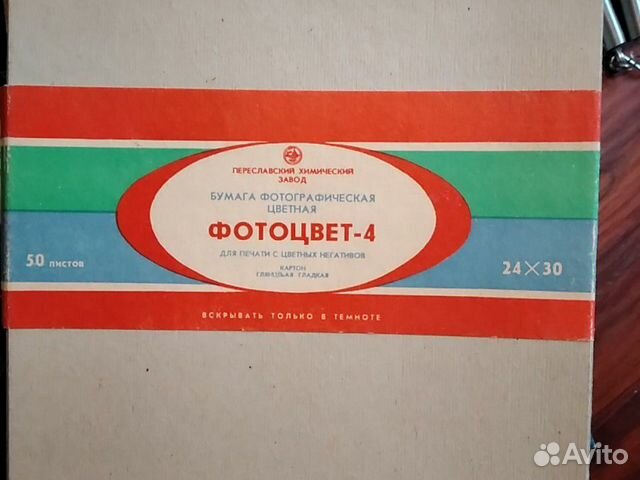 ПЕРЕСЛАВСКИЙ ХИМИЧЕСКИЙ
ЗАВОД
БУМАГА ФОТОГРАФИЧЕСКАЯ
ЦВЕТНАЯ
ФОТОЦВЕТ-4
ДЛЯ ПЕЧАТИ С ЦВЕТНЫХ НЕГАТИВОВ
КАРТОН
ГЛЯНЦЕВАЯ ГЛАДКАЯ
50 листов
24×30
ВСКРЫВАТЬ ТОЛЬКО В ТЕМНОТЕ
Avito